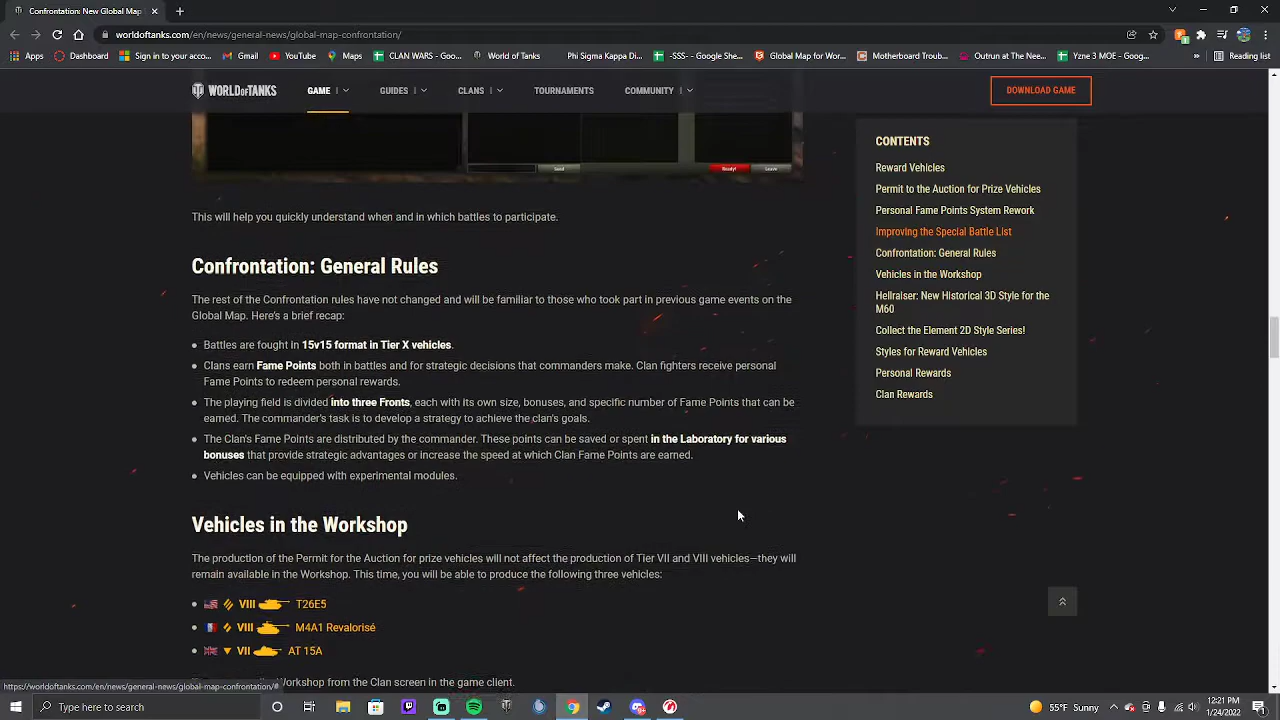 Confrontation New Global Map Ev
worldoftanks.com/en/news/general-news/global-map-confrontation/
Apps
Dashboard
Sign in to your acco...
Gmail
YouTube
Maps
CLAN WARS - Goo...
World of Tanks
Phi Sigma Kappa Di...
-SSS- - Google She...
Global Map for Wor...
Motherboard Troub...
Outrun at The Nee...
Yzne 3 MOE - Goog...
Reading list
WORLD OF TANKS
GAME
GUIDES
CLANS
TOURNAMENTS
COMMUNITY
DOWNLOAD GAME
Send
Ready!
Leave
This will help you quickly understand when and in which battles to participate.
Confrontation: General Rules
The rest of the Confrontation rules have not changed and will be familiar to those who took part in previous game events on the
Global Map. Here's a brief recap:
Battles are fought in 15v15 format in Tier X vehicles.
Clans earn Fame Points both in battles and for strategic decisions that commanders make. Clan fighters receive personal
Fame Points to redeem personal rewards.
The playing field is divided into three Fronts, each with its own size, bonuses, and specific number of Fame Points that can be
earned. The commander's task is to develop a strategy to achieve the clan's goals.
The Clan's Fame Points are distributed by the commander. These points can be saved or spent in the Laboratory for various
bonuses that provide strategic advantages or increase the speed at which Clan Fame Points are earned.
Vehicles can be equipped with experimental modules.
Vehicles in the Workshop
The production of the Permit for the Auction for prize vehicles will not affect the production of Tier VII and VIII vehicles—they will
remain available in the Workshop. This time, you will be able to produce the following three vehicles:
VIII T26E5
VIII M4A1 Revalorisé
VII AT 15A
Workshop from the Clan screen in the game client.
CONTENTS
Reward Vehicles
Permit to the Auction for Prize Vehicles
Personal Fame Points System Rework
Improving the Special Battle List
Confrontation: General Rules
Vehicles in the Workshop
Hellraiser: New Historical 3D Style for the
M60
Collect the Element 2D Style Series!
Styles for Reward Vehicles
Personal Rewards
Clan Rewards
https://worldoftanks.com/en/news/general-news/global-map-confrontation/#
Type here to search
55°F Sunny
12:21 PM
1/24/2022